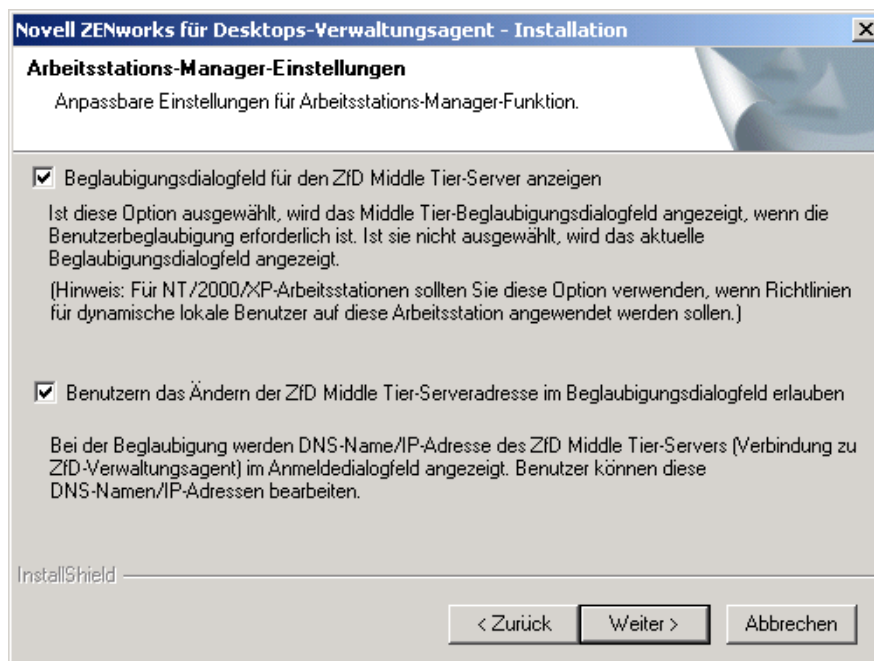 Novell ZENworks für Desktops-Verwaltungsagent - Installation
Arbeitsstations-Manager-Einstellungen
Anpassbare Einstellungen für Arbeitsstations-Manager-Funktion.
Beglaubigungsdialogfeld für den ZfD Middle Tier-Server anzeigen
Ist diese Option ausgewählt, wird das Middle Tier-Beglaubigungsdialogfeld angezeigt, wenn die
Benutzerbeglaubigung erforderlich ist. Ist sie nicht ausgewählt, wird das aktuelle
Beglaubigungsdialogfeld angezeigt.
(Hinweis: Für NT/2000/XP-Arbeitsstationen sollten Sie diese Option verwenden, wenn Richtlinien
für dynamische lokale Benutzer auf diese Arbeitsstation angewendet werden sollen.)
Benutzern das Ändern der ZfD Middle Tier-Serveradresse im Beglaubigungsdialogfeld erlauben
Bei der Beglaubigung werden DNS-Name/IP-Adresse des ZfD Middle Tier-Servers (Verbindung zu
ZfD-Verwaltungsagent) im Anmeldedialogfeld angezeigt. Benutzer können diese
DNS-Namen/IP-Adressen bearbeiten.
InstallShield
< Zurück Weiter > Abbrechen